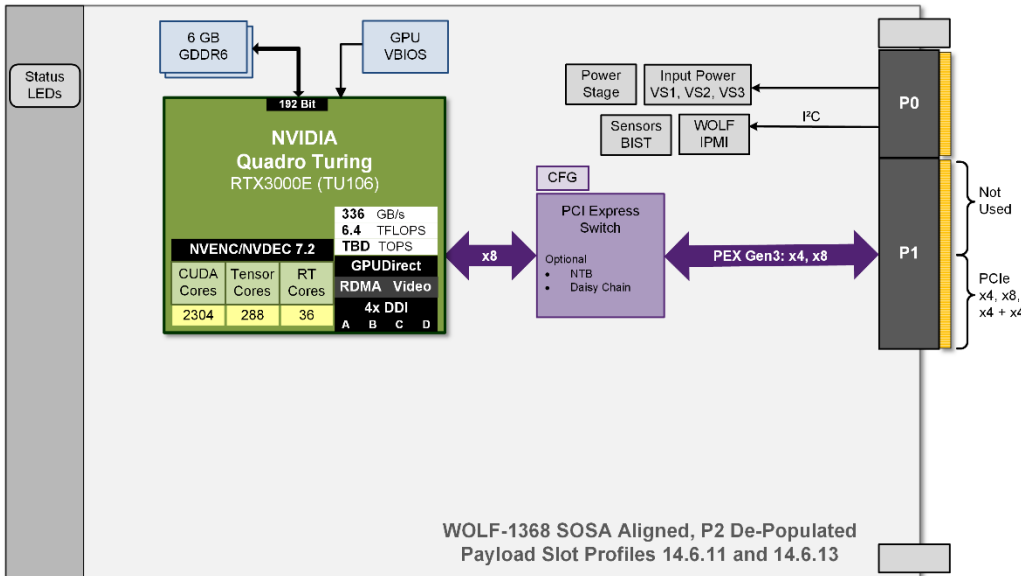 6 GB
GDDR6
GPU
VBIOS
Status
LEDs
Power
Stage
Input Power
VS1, VS2, VS3
P0
192 Bit
I²C
NVIDIA
Quadro Turing
RTX3000E (TU106)
Sensors
BIST
WOLF
IPMI
CFG
Not
Used
336 GB/s
6.4 TFLOPS
TBD TOPS
PCI Express
Switch
NVENC/NVDEC 7.2
GPUDirect
RDMA Video
x8
Optional
• NTB
• Daisy Chain
PEX Gen3: x4, x8
P1
CUDA
Cores
Tensor
Cores
RT
Cores
2304
288
36
4x DDI
A B C D
PCIe
x4, x8,
x4 + x4
WOLF-1368 SOSA Aligned, P2 De-Populated
Payload Slot Profiles 14.6.11 and 14.6.13